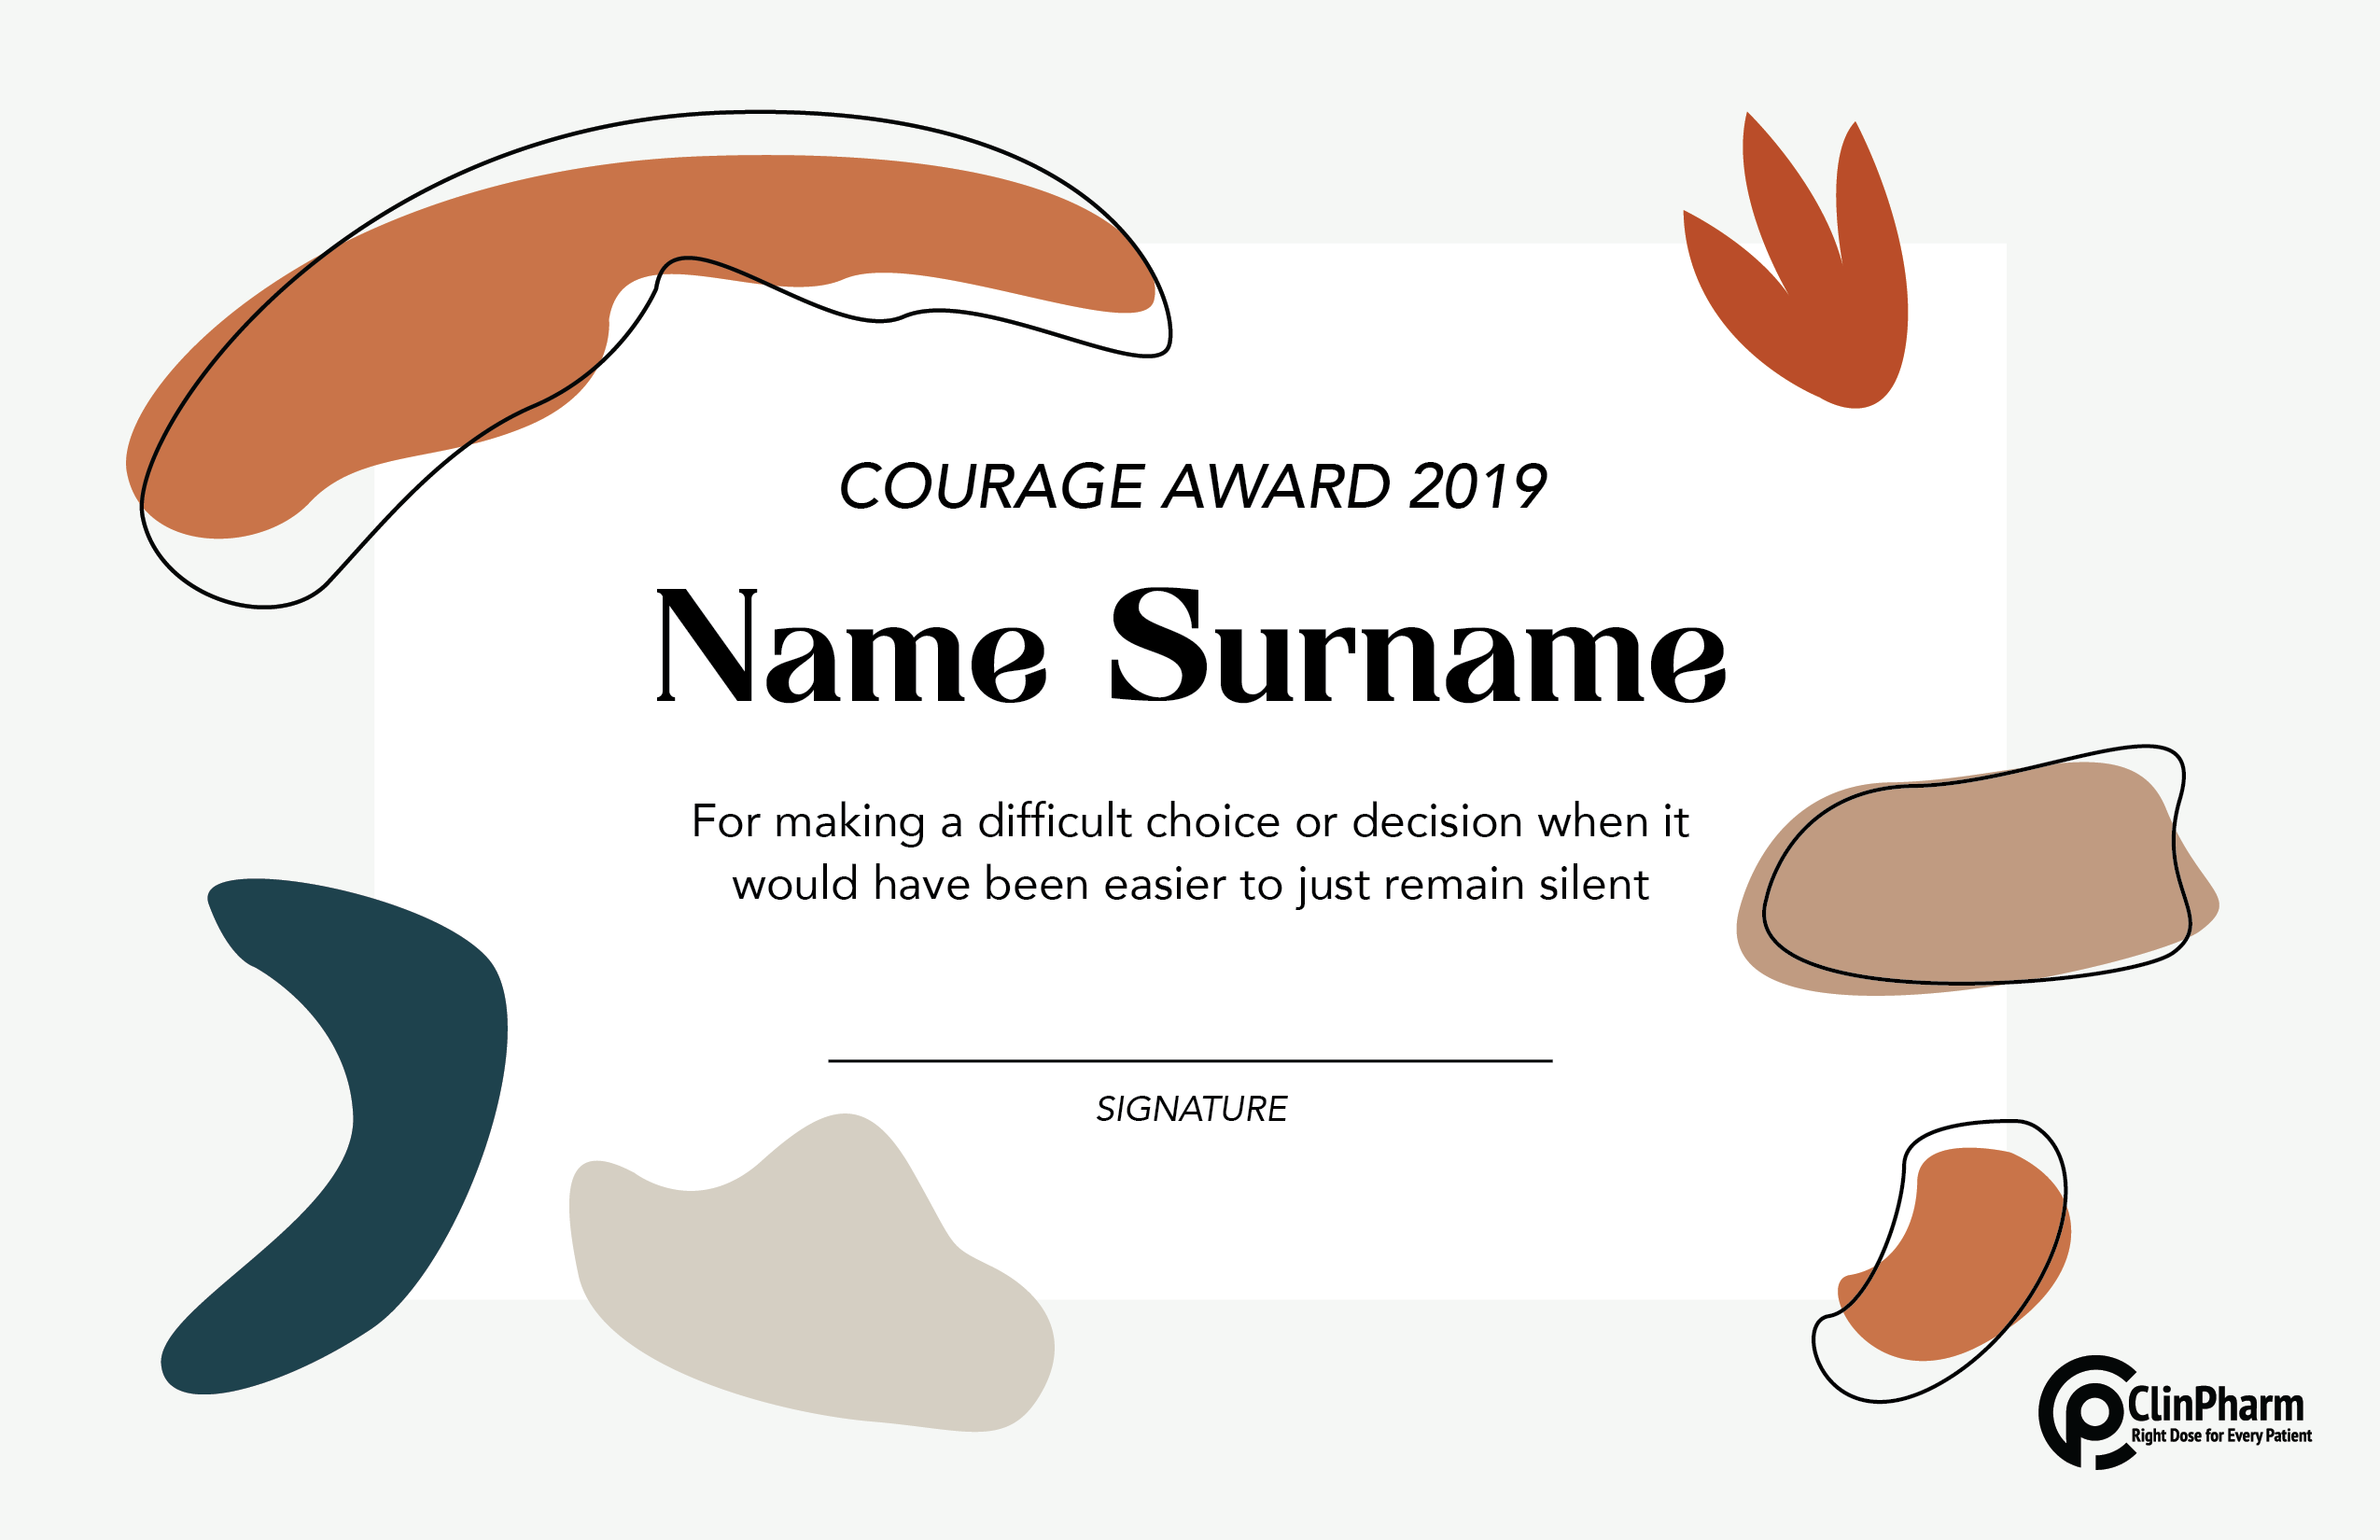 COURAGE AWARD 2019
Name Surname
For making a difficult choice or decision when it
would have been easier to just remain silent
SIGNATURE
ClinPharm
Right Dose for Every Patient